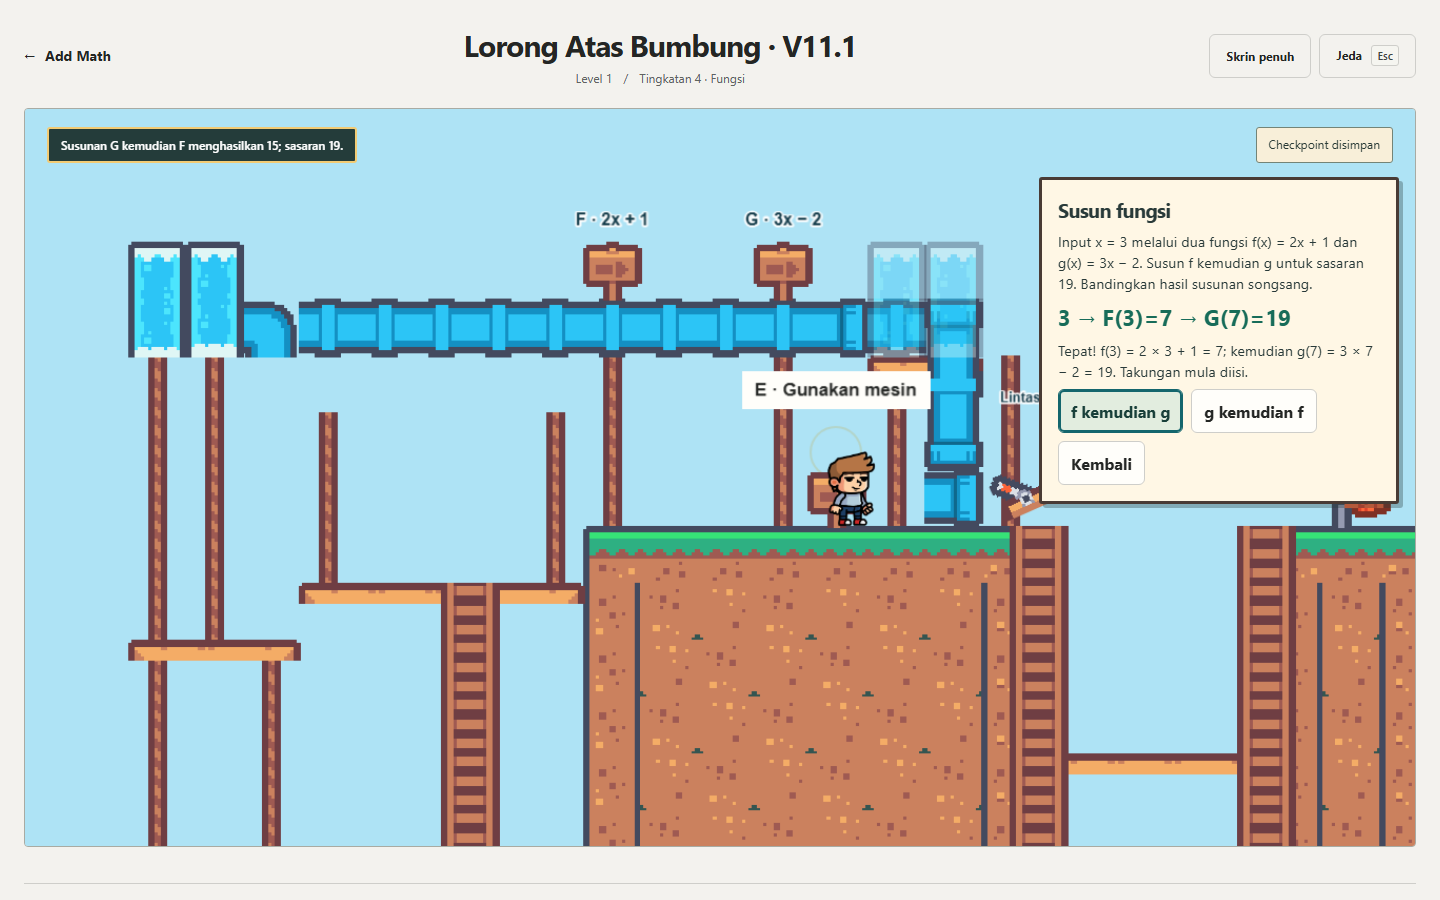 ← Add Math
Lorong Atas Bumbung · V11.1
Level 1 / Tingkatan 4 · Fungsi
Skrin penuh
Jeda Esc
Susunan G kemudian F menghasilkan 15; sasaran 19.
Checkpoint disimpan
F · 2x + 1
G · 3x − 2
E · Gunakan mesin
Lintas
Susun fungsi
Input x = 3 melalui dua fungsi f(x) = 2x + 1 dan
g(x) = 3x − 2. Susun f kemudian g untuk sasaran
19. Bandingkan hasil susunan songsang.
3 → F(3)=7 → G(7)=19
Tepat! f(3) = 2 × 3 + 1 = 7; kemudian g(7) = 3 × 7
− 2 = 19. Takungan mula diisi.
f kemudian g
g kemudian f
Kembali